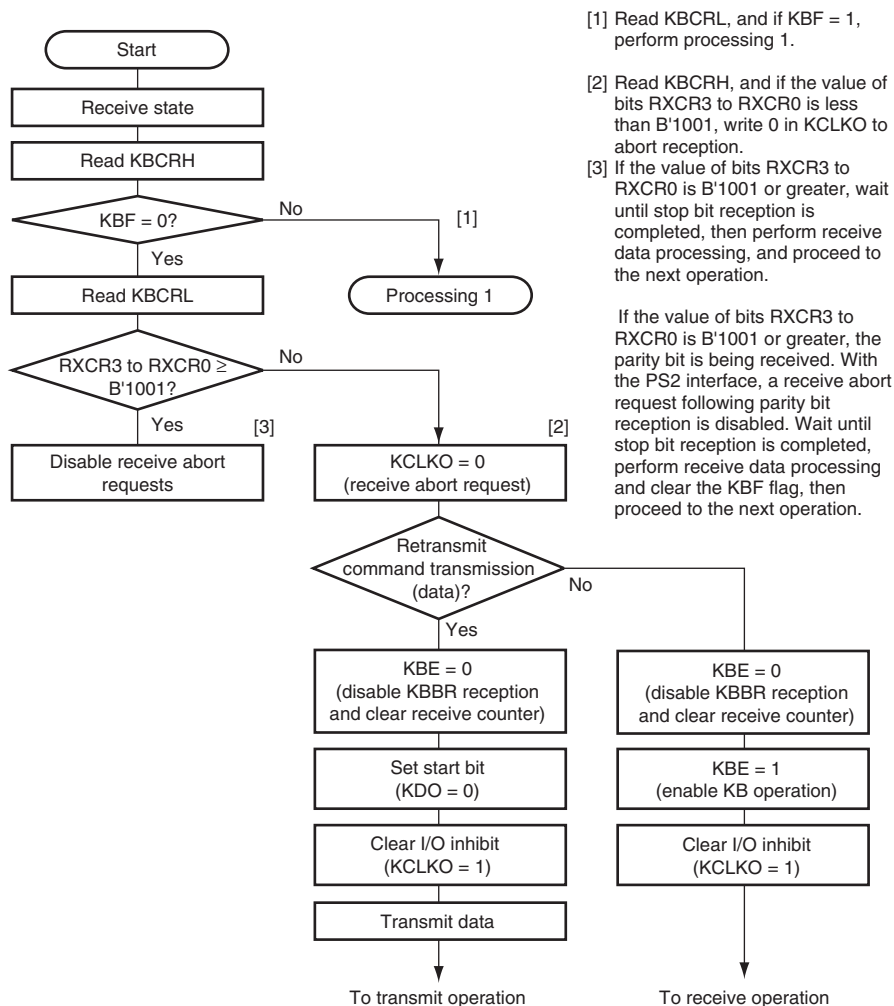 Start
Receive state
Read KBCRH
KBF = 0?
No
[1]
Yes
Processing 1
Read KBCRL
RXCR3 to RXCR0 ≥
B'1001?
No
Yes
[3]
Disable receive abort
requests
[2]
KCLKO = 0
(receive abort request)
Retransmit
command transmission
(data)?
No
Yes
KBE = 0
(disable KBBR reception
and clear receive counter)
Set start bit
(KDO = 0)
Clear I/O inhibit
(KCLKO = 1)
Transmit data
To transmit operation
KBE = 0
(disable KBBR reception
and clear receive counter)
KBE = 1
(enable KB operation)
Clear I/O inhibit
(KCLKO = 1)
To receive operation
[1] Read KBCRL, and if KBF = 1,
perform processing 1.
[2] Read KBCRH, and if the value of
bits RXCR3 to RXCR0 is less
than B'1001, write 0 in KCLKO to
abort reception.
[3] If the value of bits RXCR3 to
RXCR0 is B'1001 or greater, wait
until stop bit reception is
completed, then perform receive
data processing, and proceed to
the next operation.
If the value of bits RXCR3 to
RXCR0 is B'1001 or greater, the
parity bit is being received. With
the PS2 interface, a receive abort
request following parity bit
reception is disabled. Wait until
stop bit reception is completed,
perform receive data processing
and clear the KBF flag, then
proceed to the next operation.